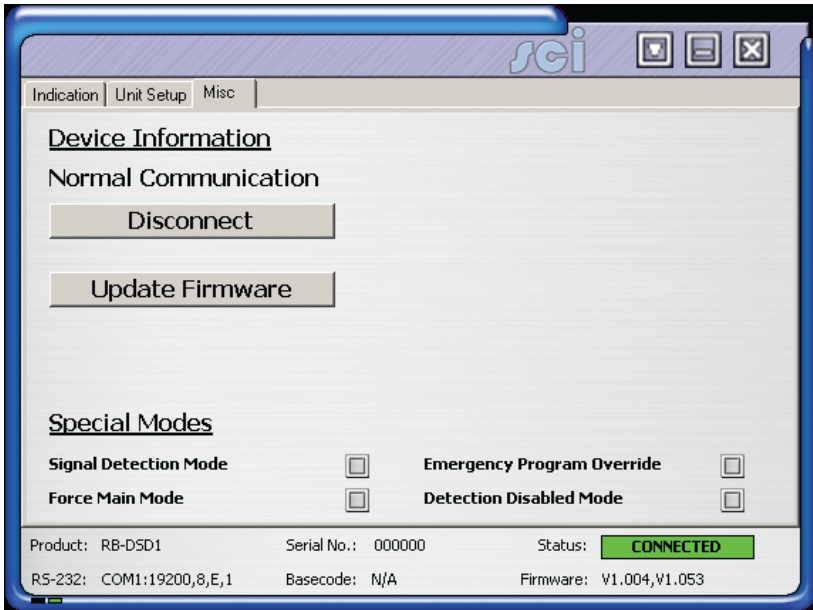 sci
Indication Unit Setup Misc
Device Information
Normal Communication
Disconnect
Update Firmware
Special Modes
Signal Detection Mode Emergency Program Override
Force Main Mode Detection Disabled Mode
Product: RB-DSD1 Serial No.: 000000 Status: CONNECTED
RS-232: COM1:19200,8,E,1 Basecode: N/A Firmware: V1.004,V1.053